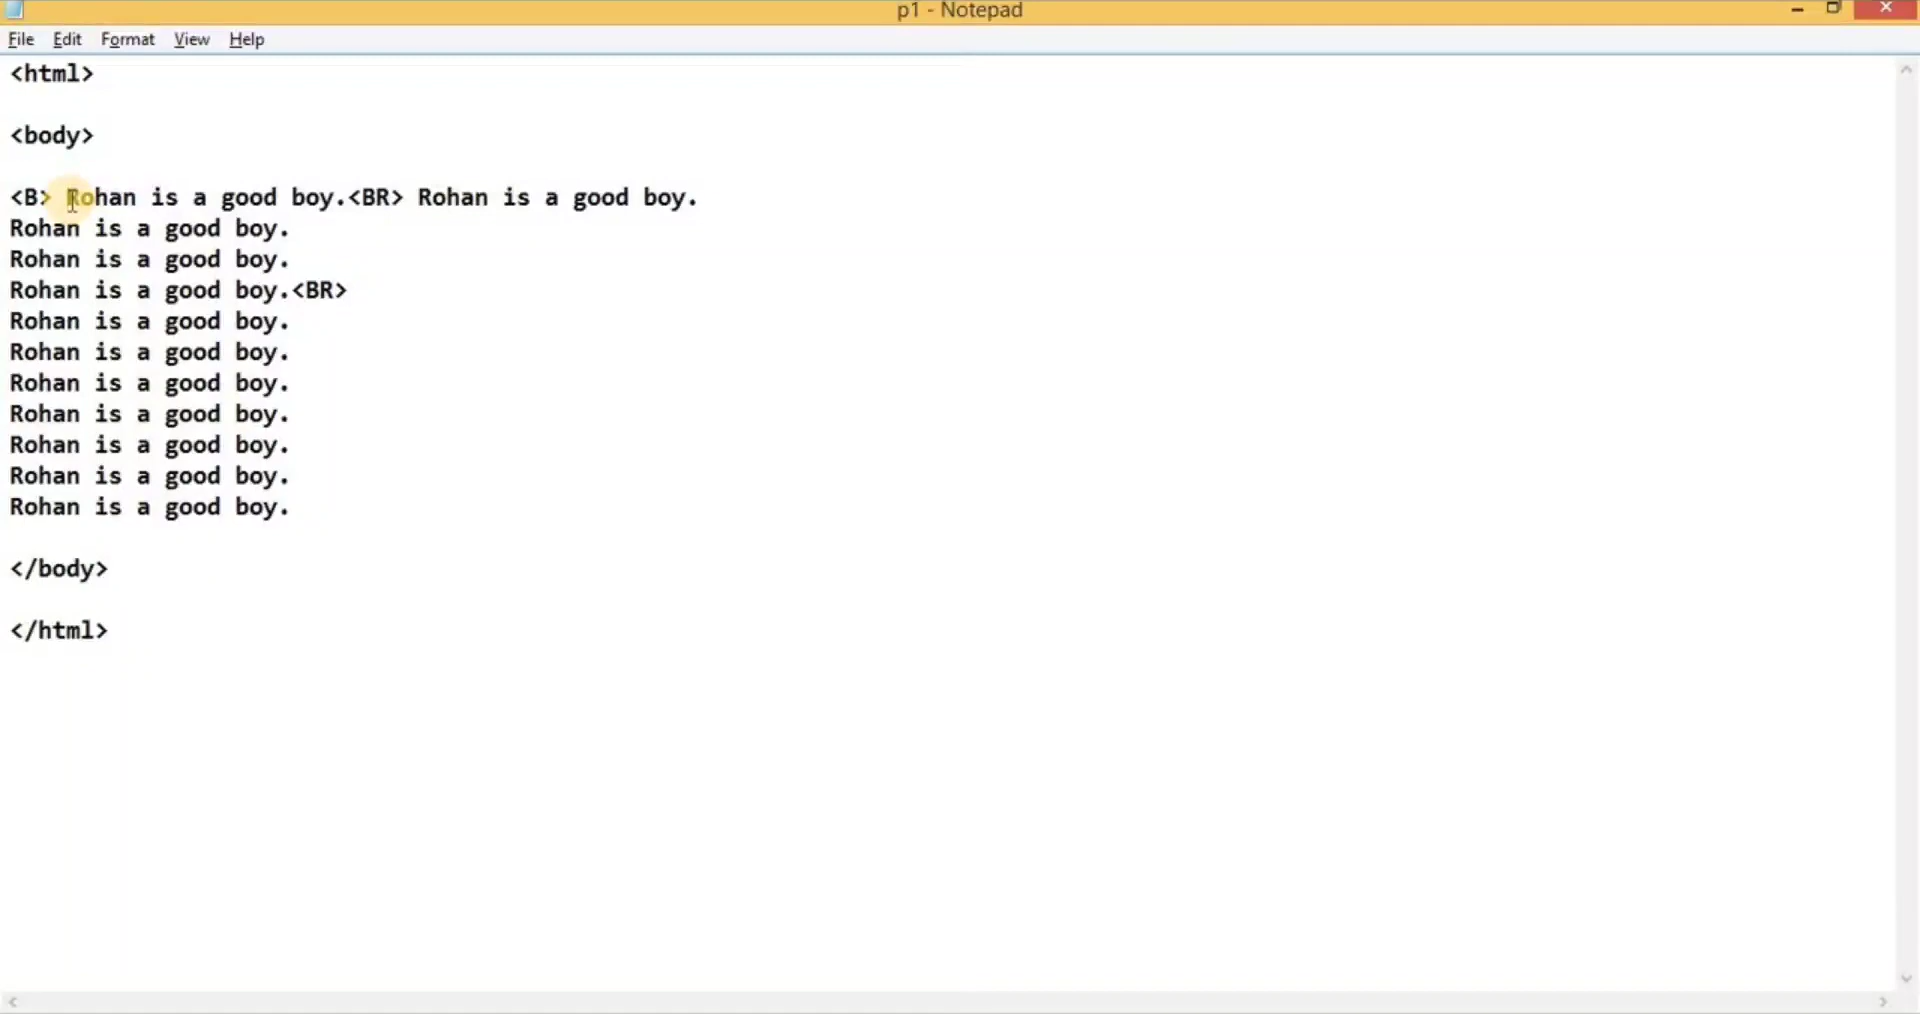 p1 - Notepad
File Edit Format View Help
<html>
<body>
<B> Rohan is a good boy.<BR> Rohan is a good boy.
Rohan is a good boy.
Rohan is a good boy.
Rohan is a good boy.<BR>
Rohan is a good boy.
Rohan is a good boy.
Rohan is a good boy.
Rohan is a good boy.
Rohan is a good boy.
Rohan is a good boy.
Rohan is a good boy.
</body>
</html>